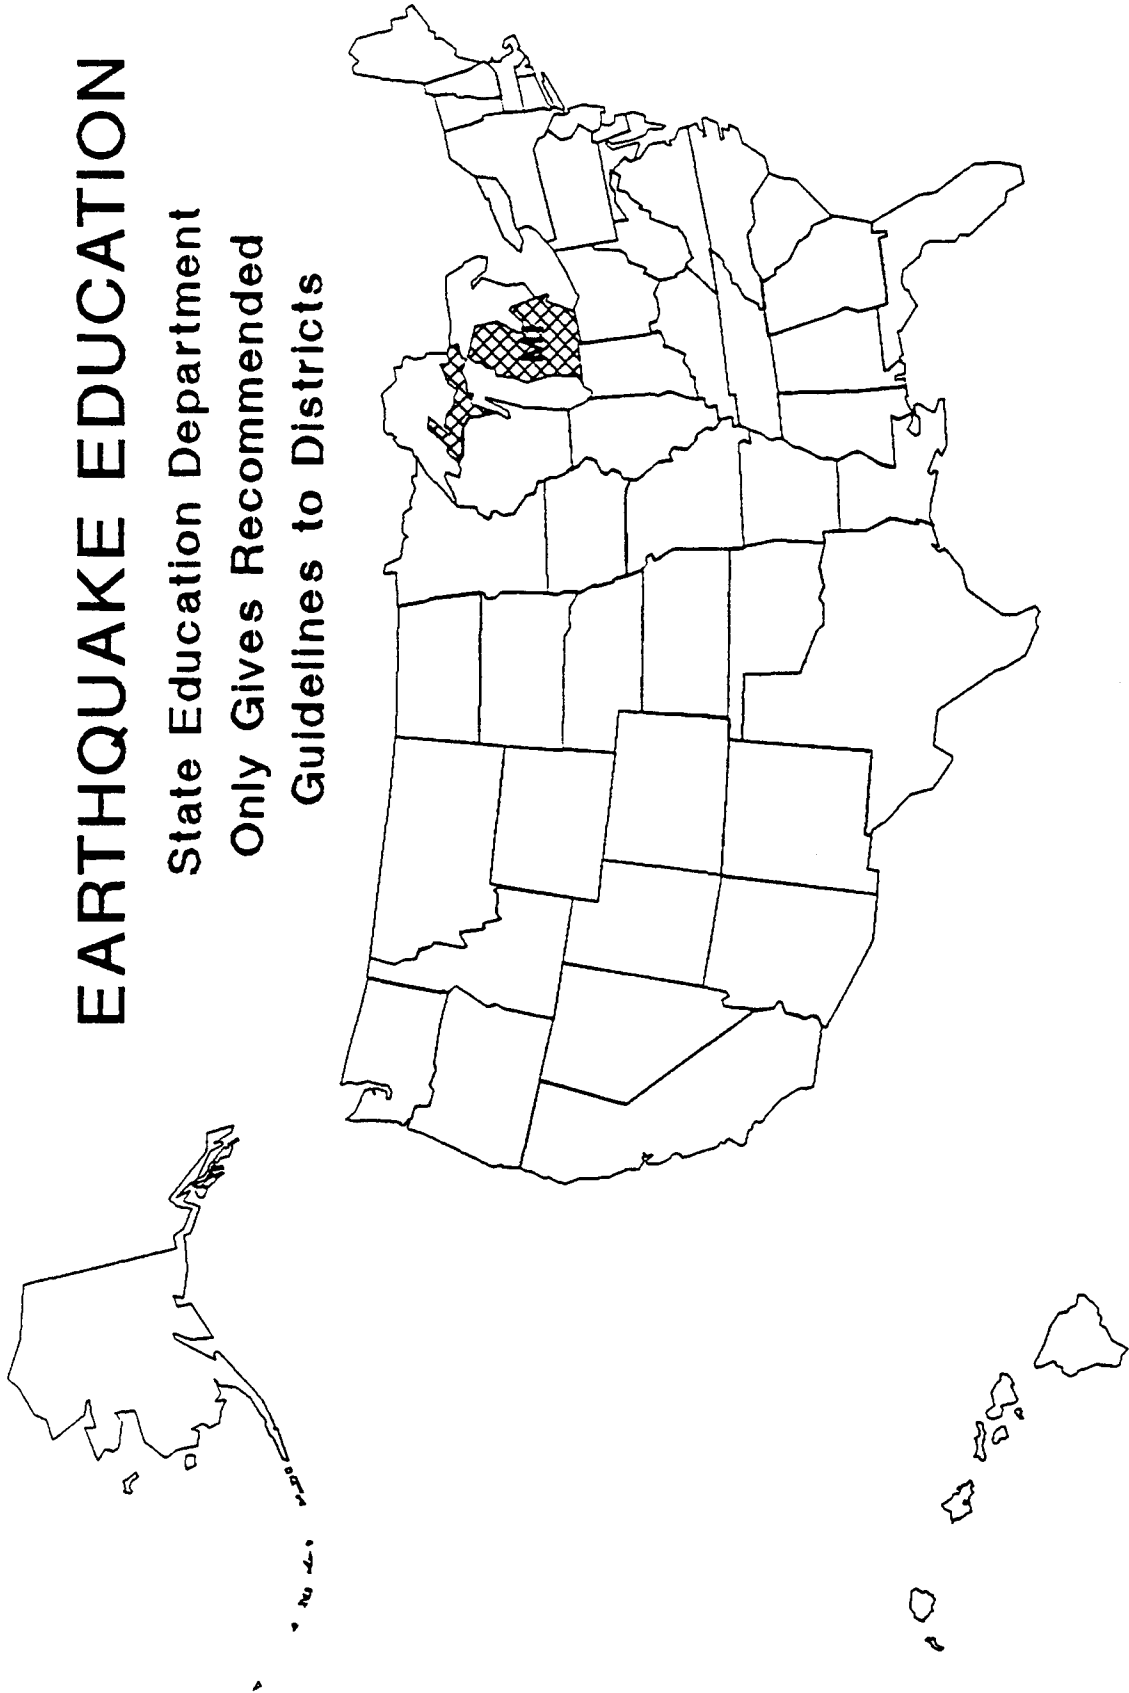 EARTHQUAKE EDUCATION
State Education Department
Only Gives Recommended
Guidelines to Districts
MI